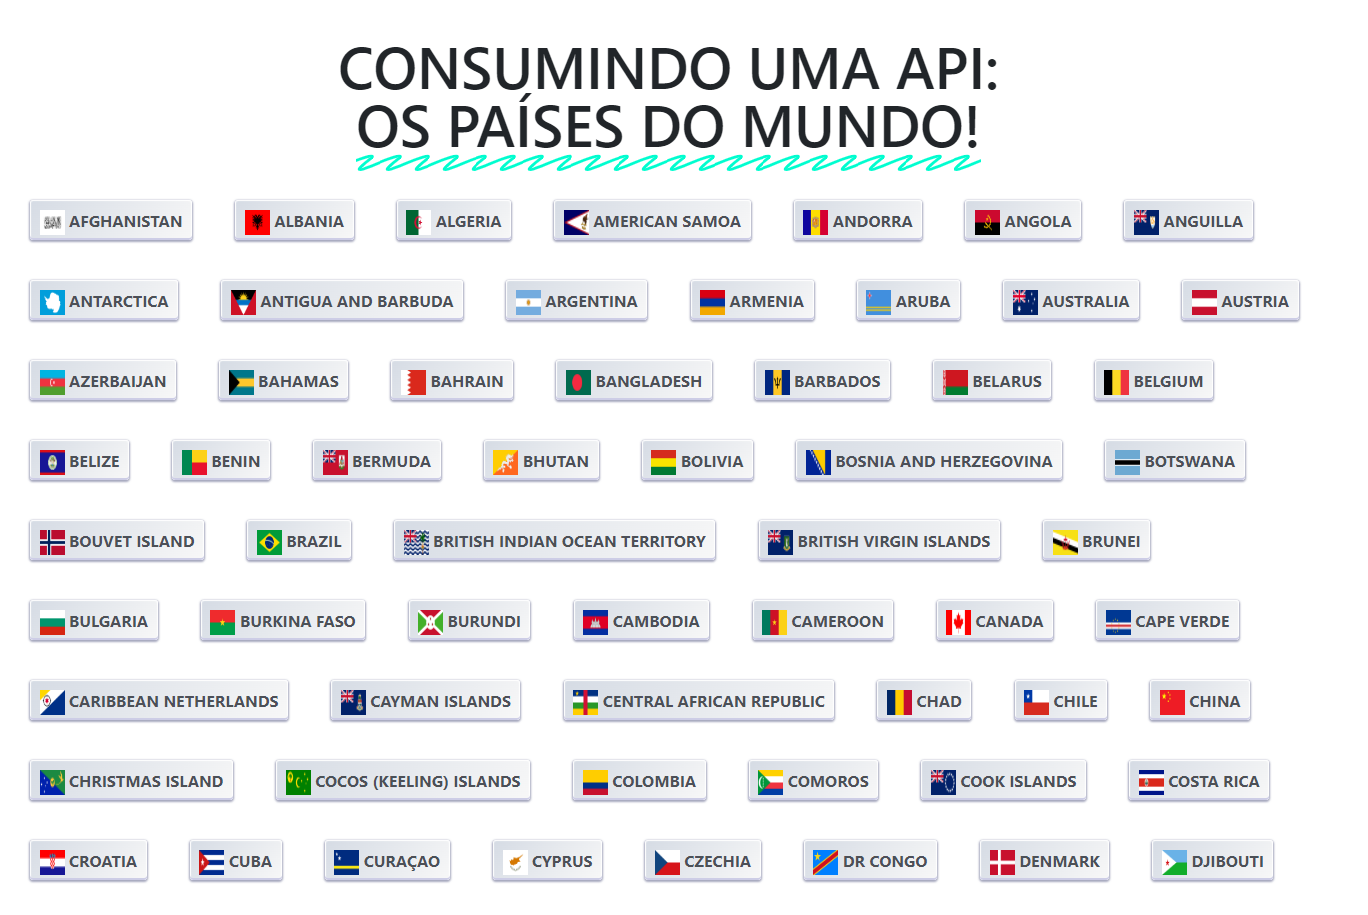 CONSUMINDO UMA API:
OS PAÍSES DO MUNDO!
AFGHANISTAN ALBANIA ALGERIA AMERICAN SAMOA ANDORRA ANGOLA ANGUILLA
ANTARCTICA ANTIGUA AND BARBUDA ARGENTINA ARMENIA ARUBA AUSTRALIA AUSTRIA
AZERBAIJAN BAHAMAS BAHRAIN BANGLADESH BARBADOS BELARUS BELGIUM
BELIZE BENIN BERMUDA BHUTAN BOLIVIA BOSNIA AND HERZEGOVINA BOTSWANA
BOUVET ISLAND BRAZIL BRITISH INDIAN OCEAN TERRITORY BRITISH VIRGIN ISLANDS BRUNEI
BULGARIA BURKINA FASO BURUNDI CAMBODIA CAMEROON CANADA CAPE VERDE
CARIBBEAN NETHERLANDS CAYMAN ISLANDS CENTRAL AFRICAN REPUBLIC CHAD CHILE CHINA
CHRISTMAS ISLAND COCOS (KEELING) ISLANDS COLOMBIA COMOROS COOK ISLANDS COSTA RICA
CROATIA CUBA CURAÇAO CYPRUS CZECHIA DR CONGO DENMARK DJIBOUTI